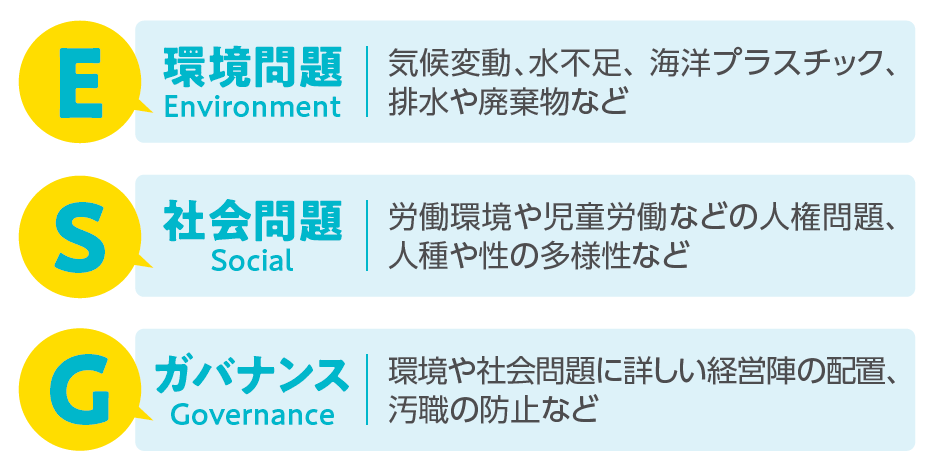 E
環境問題
Environment
気候変動、水不足、海洋プラスチック、
排水や廃棄物など
S
社会問題
Social
労働環境や児童労働などの人権問題、
人種や性の多様性など
G
ガバナンス
Governance
環境や社会問題に詳しい経営陣の配置、
汚職の防止など